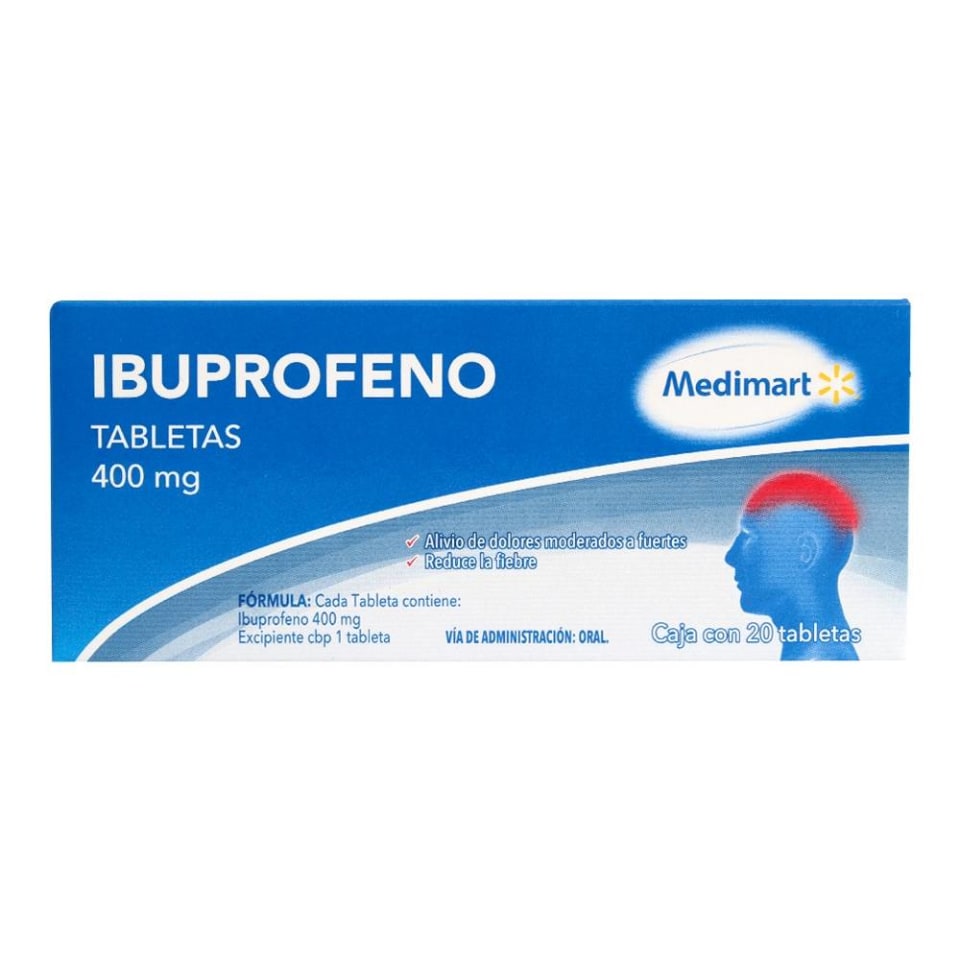 IBUPROFENO
TABLETAS
400 mg
Medimart
Alivio de dolores moderados a fuertes
Reduce la fiebre
FÓRMULA: Cada Tableta contiene:
Ibuprofeno 400 mg
Excipiente cbp 1 tableta
VÍA DE ADMINISTRACIÓN: ORAL.
Caja con 20 tabletas